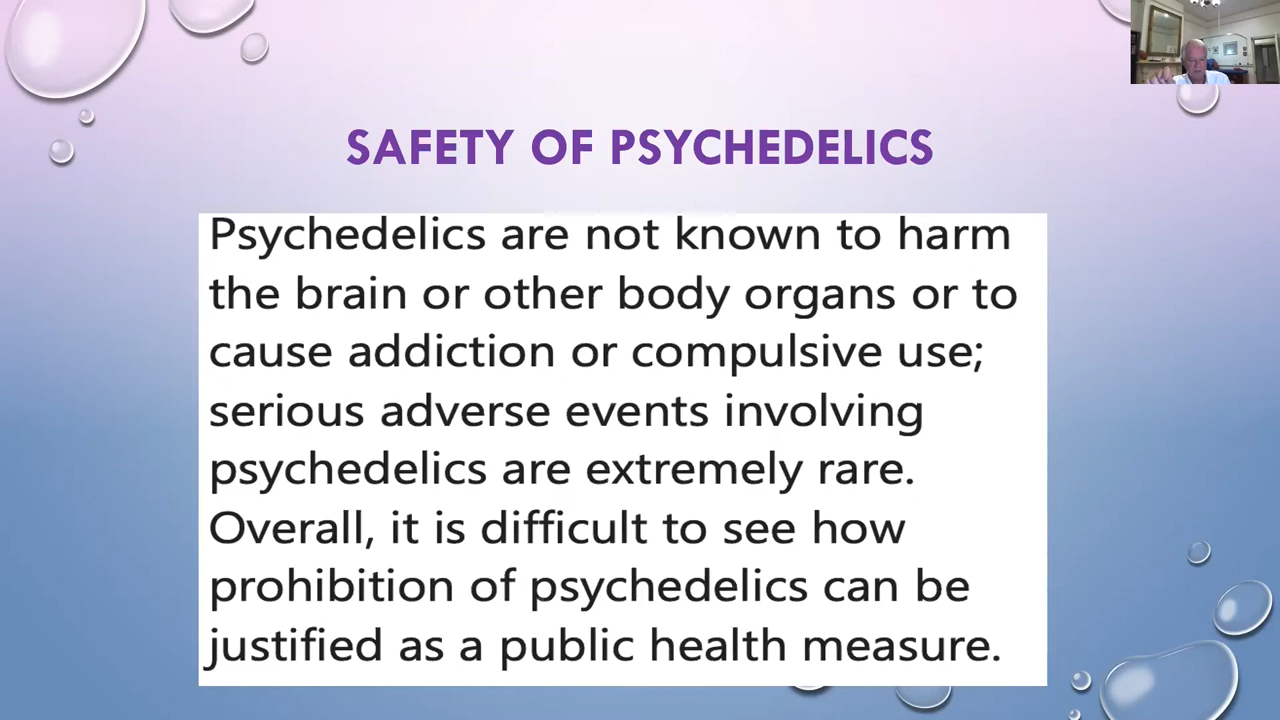 SAFETY OF PSYCHEDELICS
Psychedelics are not known to harm
the brain or other body organs or to
cause addiction or compulsive use;
serious adverse events involving
psychedelics are extremely rare.
Overall, it is difficult to see how
prohibition of psychedelics can be
justified as a public health measure.